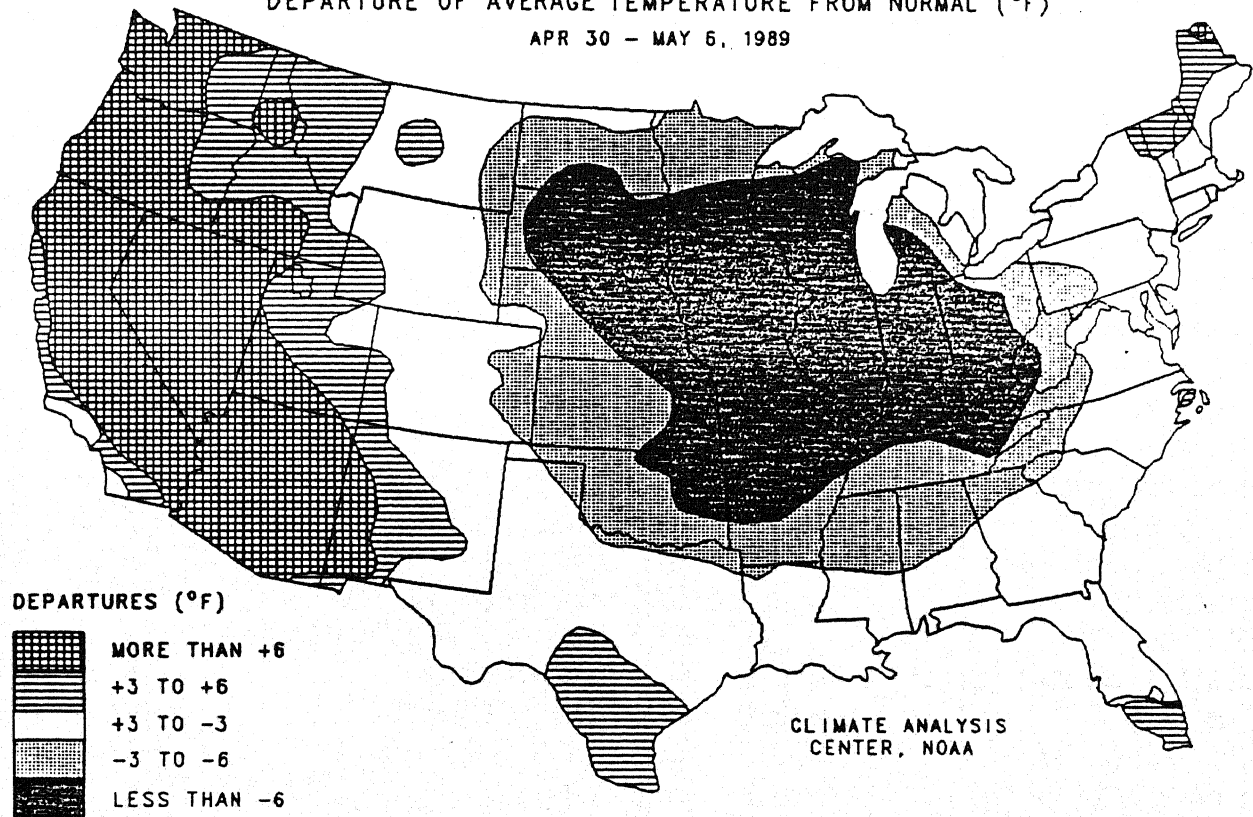 DEPARTURE OF AVERAGE TEMPERATURE FROM NORMAL (°F)
APR 30 – MAY 6, 1989
DEPARTURES (°F)
MORE THAN +6
+3 TO +6
+3 TO -3
-3 TO -6
LESS THAN -6
CLIMATE ANALYSIS
CENTER, NOAA